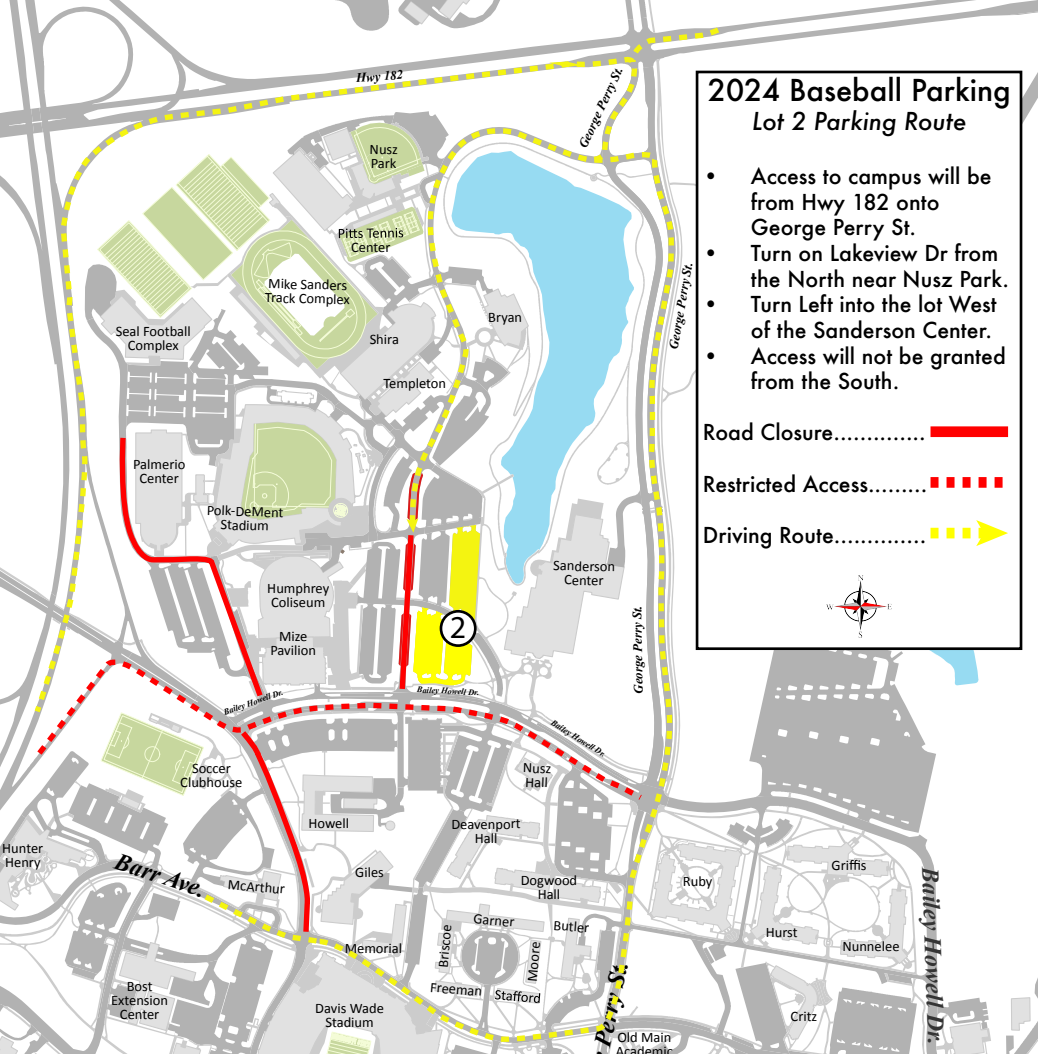 2024 Baseball Parking
Lot 2 Parking Route
• Access to campus will be
from Hwy 182 onto
George Perry St.
• Turn on Lakeview Dr from
the North near Nusz Park.
• Turn Left into the lot West
of the Sanderson Center.
• Access will not be granted
from the South.
Road Closure..............
Restricted Access.........
Driving Route..............
N
W
E
S
Hwy 182
George Perry St.
Nusz
Park
Pitts Tennis
Center
Mike Sanders
Track Complex
George Perry St.
Bryan
Seal Football
Complex
Shira
Templeton
Palmerio
Center
Polk-DeMent
Stadium
Sanderson
Center
Humphrey
Coliseum
2
Mize
Pavilion
George Perry St.
Bailey Howell Dr.
Bailey Howell Dr.
Bailey Howell Dr.
Soccer
Clubhouse
Nusz
Hall
Howell
Deavenport
Hall
Hunter
Henry
Barr Ave.
McArthur
Giles
Dogwood
Hall
Ruby
Griffis
Bailey Howell Dr.
Garner
Butler
Briscoe
Moore
Hurst
Nunnelee
Memorial
Freeman
Stafford
Bost
Extension
Center
Davis Wade
Stadium
Perry St.
Critz
Old Main
Academic